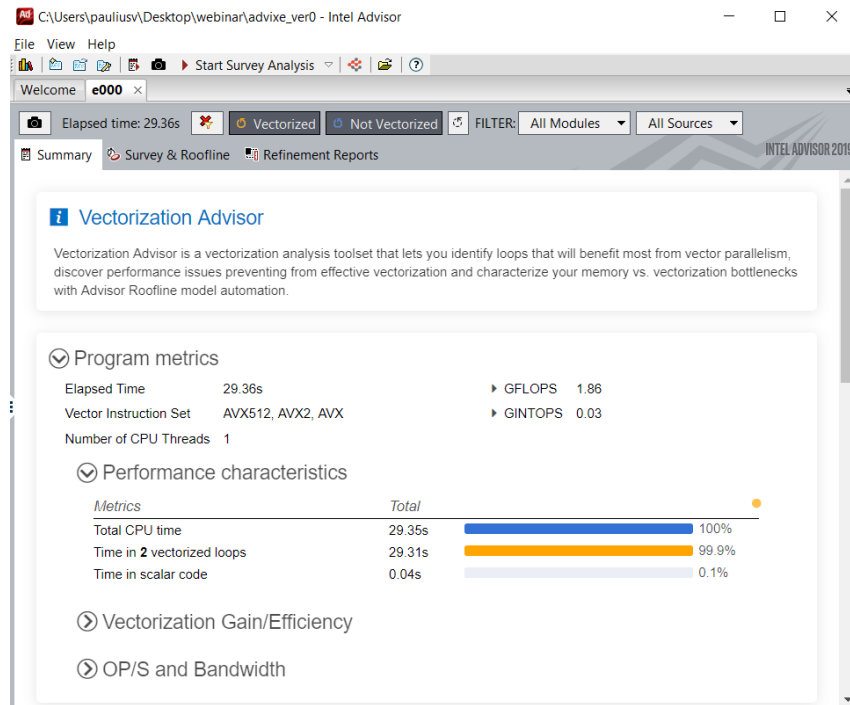 C:\Users\pauliusv\Desktop\webinar\advixe_ver0 - Intel Advisor
File View Help
Start Survey Analysis
Welcome e000
Elapsed time: 29.36s Vectorized Not Vectorized FILTER: All Modules All Sources
Summary Survey & Roofline Refinement Reports INTEL ADVISOR 2019
Vectorization Advisor
Vectorization Advisor is a vectorization analysis toolset that lets you identify loops that will benefit most from vector parallelism,
discover performance issues preventing from effective vectorization and characterize your memory vs. vectorization bottlenecks
with Advisor Roofline model automation.
Program metrics
Elapsed Time 29.36s GFLOPS 1.86
Vector Instruction Set AVX512, AVX2, AVX GINTOPS 0.03
Number of CPU Threads 1
Performance characteristics
Metrics Total
Total CPU time 29.35s 100%
Time in 2 vectorized loops 29.31s 99.9%
Time in scalar code 0.04s 0.1%
Vectorization Gain/Efficiency
OP/S and Bandwidth